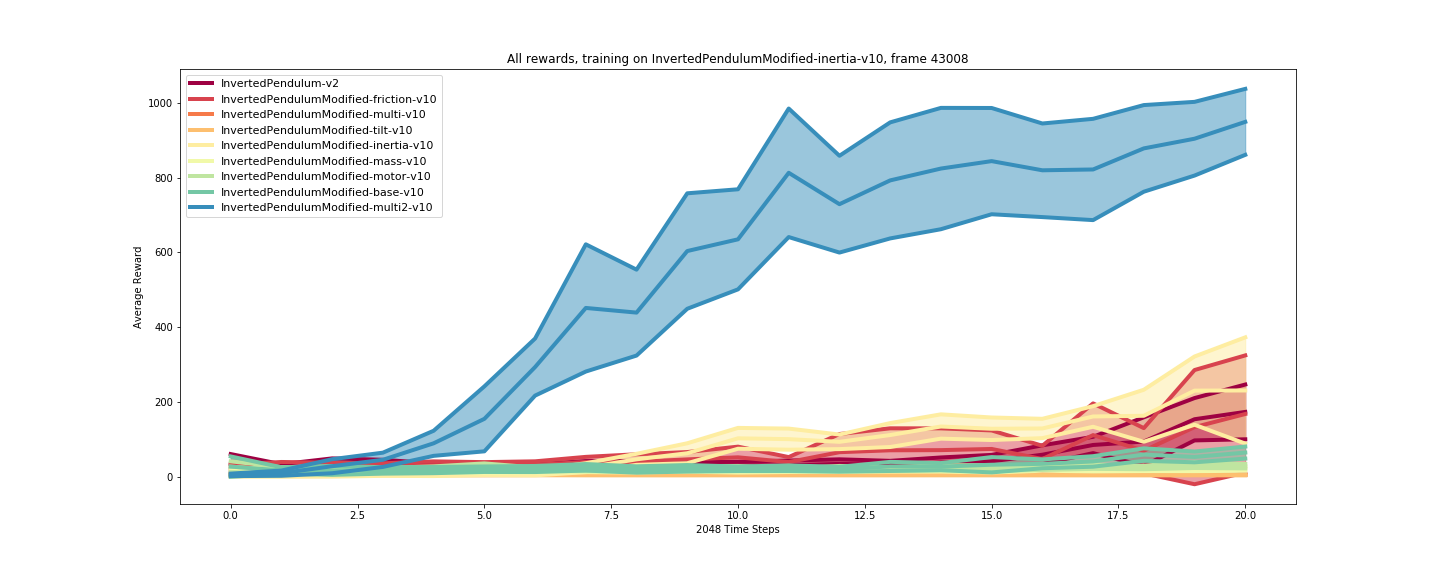 All rewards, training on InvertedPendulumModified-inertia-v10, frame 43008
InvertedPendulum-v2
InvertedPendulumModified-friction-v10
InvertedPendulumModified-multi-v10
InvertedPendulumModified-tilt-v10
InvertedPendulumModified-inertia-v10
InvertedPendulumModified-mass-v10
InvertedPendulumModified-motor-v10
InvertedPendulumModified-base-v10
InvertedPendulumModified-multi2-v10
Average Reward
1000
800
600
400
200
0
0.0 2.5 5.0 7.5 10.0 12.5 15.0 17.5 20.0
2048 Time Steps